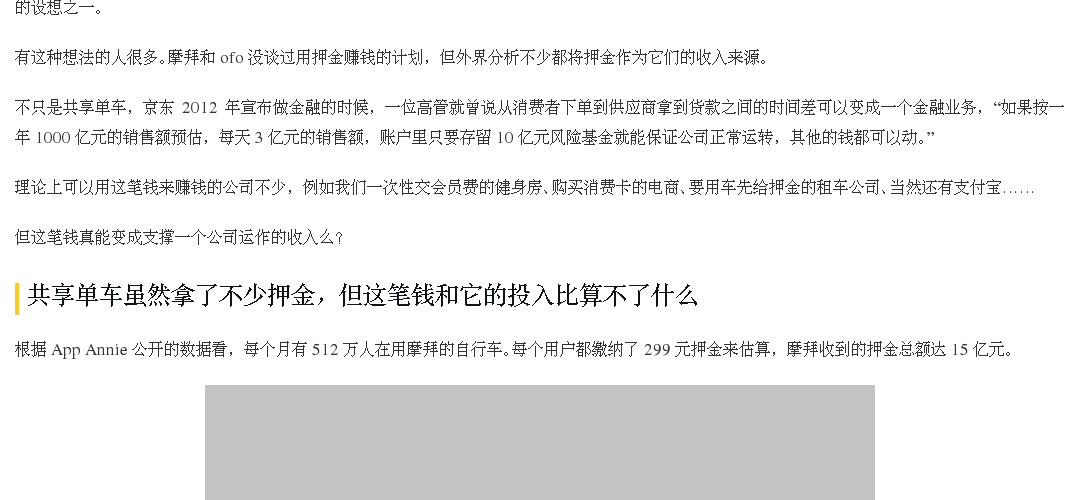 的设想之一。
有这种想法的人很多。摩拜和 ofo 没谈过用押金赚钱的计划，但外界分析不少都将押金作为它们的收入来源。
不只是共享单车，京东 2012 年宣布做金融的时候，一位高管就曾说从消费者下单到供应商拿到货款之间的时间差可以变成一个金融业务，“如果按一
年 1000 亿元的销售额预估，每天 3 亿元的销售额，账户里只要存留 10 亿元风险基金就能保证公司正常运转，其他的钱都可以动。”
理论上可以用这笔钱来赚钱的公司不少，例如我们一次性交会员费的健身房、购买消费卡的电商、要用车先给押金的租车公司、当然还有支付宝……
但这笔钱真能变成支撑一个公司运作的收入么？
共享单车虽然拿了不少押金，但这笔钱和它的投入比算不了什么
根据 App Annie 公开的数据看，每个月有 512 万人在用摩拜的自行车。每个用户都缴纳了 299 元押金来估算，摩拜收到的押金总额达 15 亿元。